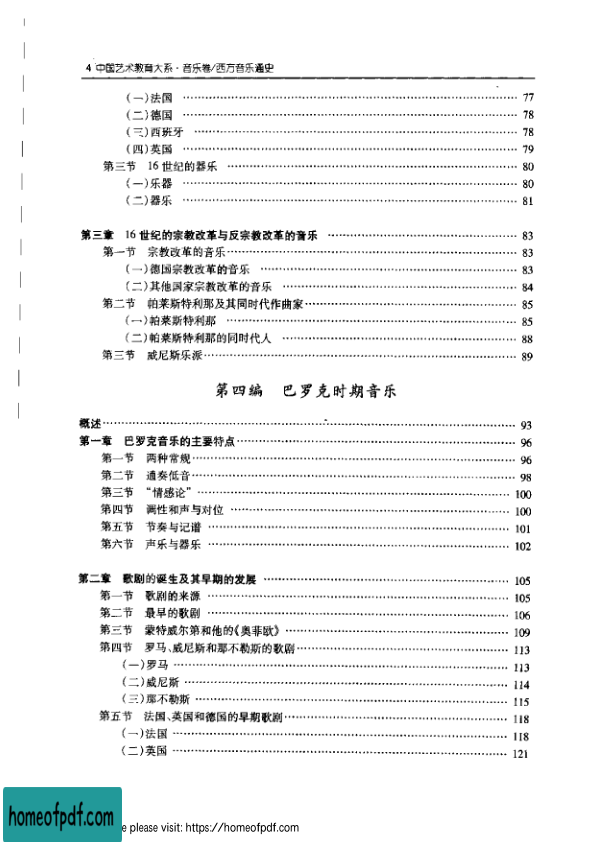 4 中国艺术教育大系·音乐卷/西方音乐通史
(一)法国 …… 77
(二)德国 …… 78
(三)西班牙 …… 78
(四)英国 …… 79
第三节 16世纪的器乐 …… 80
(一)乐器 …… 80
(二)器乐 …… 81
第三章 16世纪的宗教改革与反宗教改革的音乐 …… 83
第一节 宗教改革的音乐 …… 83
(一)德国宗教改革的音乐 …… 83
(二)其他国家宗教改革的音乐 …… 84
第二节 帕莱斯特利那及其同时代作曲家 …… 85
(一)帕莱斯特利那 …… 85
(二)帕莱斯特利那的同时代人 …… 88
第三节 威尼斯乐派 …… 89
第四编 巴罗克时期音乐
概述 …… 93
第一章 巴罗克音乐的主要特点 …… 96
第一节 两种常规 …… 96
第二节 通奏低音 …… 98
第三节 “情感论” …… 100
第四节 调性和声与对位 …… 100
第五节 节奏与记谱 …… 101
第六节 声乐与器乐 …… 102
第二章 歌剧的诞生及其早期的发展 …… 105
第一节 歌剧的来源 …… 105
第二节 最早的歌剧 …… 106
第三节 蒙特威尔第和他的《奥菲欧》 …… 109
第四节 罗马、威尼斯和那不勒斯的歌剧 …… 113
(一)罗马 …… 113
(二)威尼斯 …… 114
(三)那不勒斯 …… 115
第五节 法国、英国和德国的早期歌剧 …… 118
(一)法国 …… 118
(二)英国 …… 121
homeofpdf.com
please visit: https://homeofpdf.com